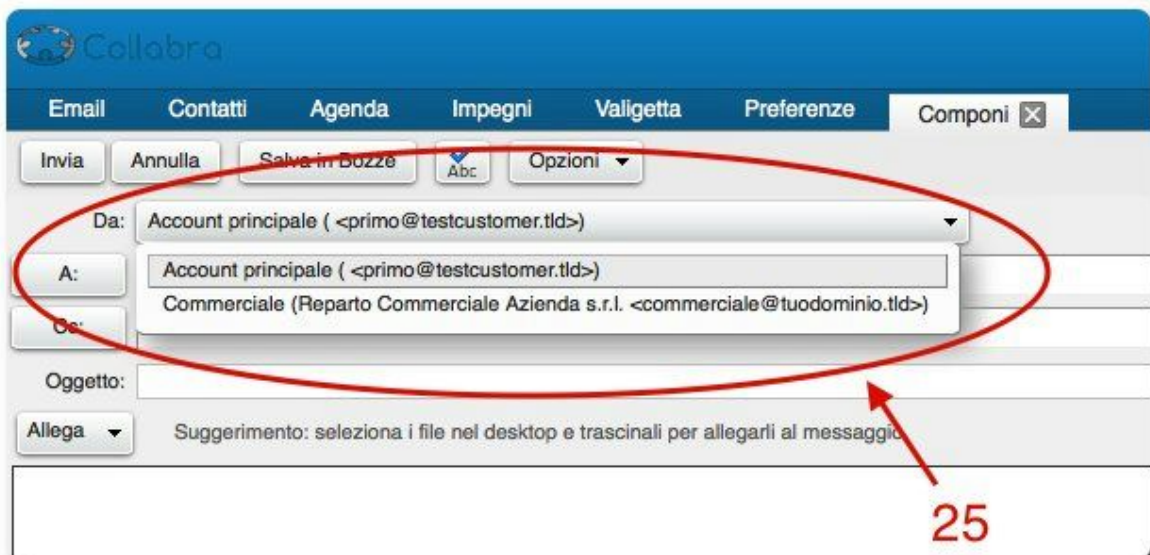 Collabra
Email Contatti Agenda Impegni Valigetta Preferenze Componi
Invia Annulla Salva in Bozze Abc Opzioni
Da: Account principale ( <primo@testcustomer.tld>)
A: Account principale ( <primo@testcustomer.tld>)
Commerciale (Reparto Commerciale Azienda s.r.l. <commerciale@tuodominio.tld>)
Cc:
Oggetto:
Allega Suggerimento: seleziona i file nel desktop e trascinali per allegarli al messaggio
25